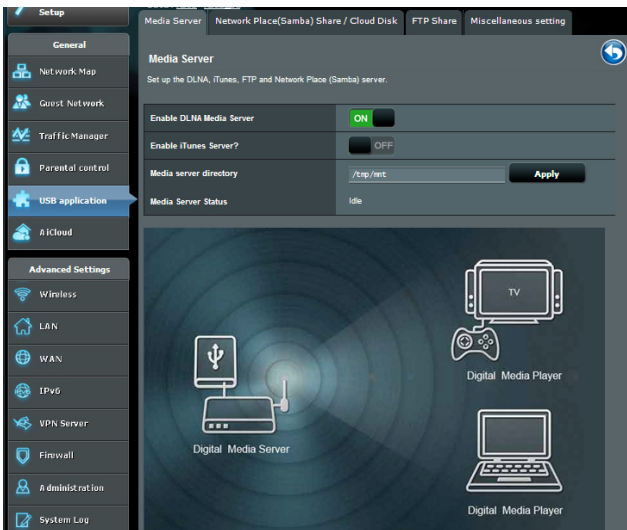 Setup
General
Network Map
Guest Network
Traffic Manager
Parental control
USB application
AiCloud
Advanced Settings
Wireless
LAN
WAN
IPv6
VPN Server
Firewall
Administration
System Log
Media Server
Network Place(Samba) Share / Cloud Disk
FTP Share
Miscellaneous setting
Media Server
Set up the DLNA, iTunes, FTP and Network Place (Samba) server.
Enable DLNA Media Server
ON
Enable iTunes Server?
OFF
Media server directory
/tmp/mnt
Apply
Media Server Status
Idle
TV
Digital Media Player
Digital Media Server
Digital Media Player